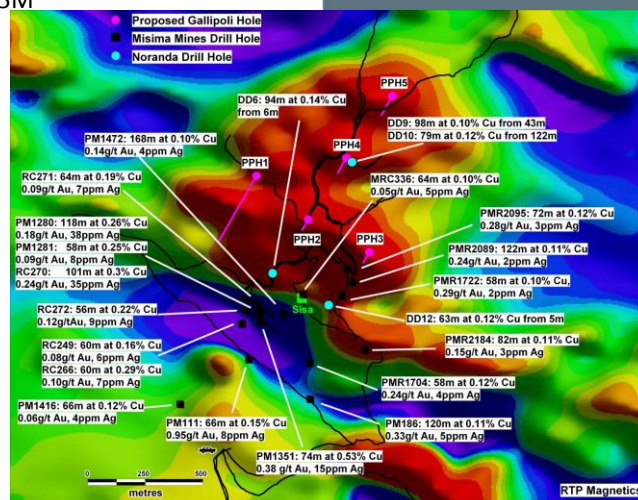 5M
Proposed Gallipoli Hole
Misima Mines Drill Hole
Noranda Drill Hole
PPH5
DD6: 94m at 0.14% Cu
from 6m
DD9: 98m at 0.10% Cu from 43m
DD10: 79m at 0.12% Cu from 122m
PM1472: 168m at 0.10% Cu
0.14g/t Au, 4ppm Ag
PPH4
PPH1
MRC336: 64m at 0.10% Cu
0.05g/t Au, 5ppm Ag
RC271: 64m at 0.19% Cu
0.09g/t Au, 7ppm Ag
PMR2095: 72m at 0.12% Cu
0.28g/t Au, 3ppm Ag
PM1280: 118m at 0.26% Cu
0.18g/t Au, 38ppm Ag
PM1281: 58m at 0.25% Cu
0.09g/t Au, 8ppm Ag
RC270: 101m at 0.3% Cu
0.24g/t Au, 35ppm Ag
PPH2
PPH3
PMR2089: 122m at 0.11% Cu
0.24g/t Au, 2ppm Ag
PMR1722: 58m at 0.10% Cu,
0.29g/t Au, 2ppm Ag
Sisa
RC272: 56m at 0.22% Cu
0.12g/tAu, 9ppm Ag
DD12: 63m at 0.12% Cu from 5m
RC249: 60m at 0.16% Cu
0.08g/t Au, 6ppm Ag
RC266: 60m at 0.29% Cu
0.10g/t Au, 7ppm Ag
PMR2184: 82m at 0.11% Cu
0.15g/t Au, 3ppm Ag
PMR1704: 58m at 0.12% Cu
0.24g/t Au, 4ppm Ag
PM1416: 66m at 0.12% Cu
0.06g/t Au, 4ppm Ag
PM111: 66m at 0.15% Cu
0.95g/t Au, 8ppm Ag
PM186: 120m at 0.11% Cu
0.33g/t Au, 5ppm Ag
PM1351: 74m at 0.53% Cu
0.38 g/t Au, 15ppm Ag
0 250 500
metres
RTP Magnetics